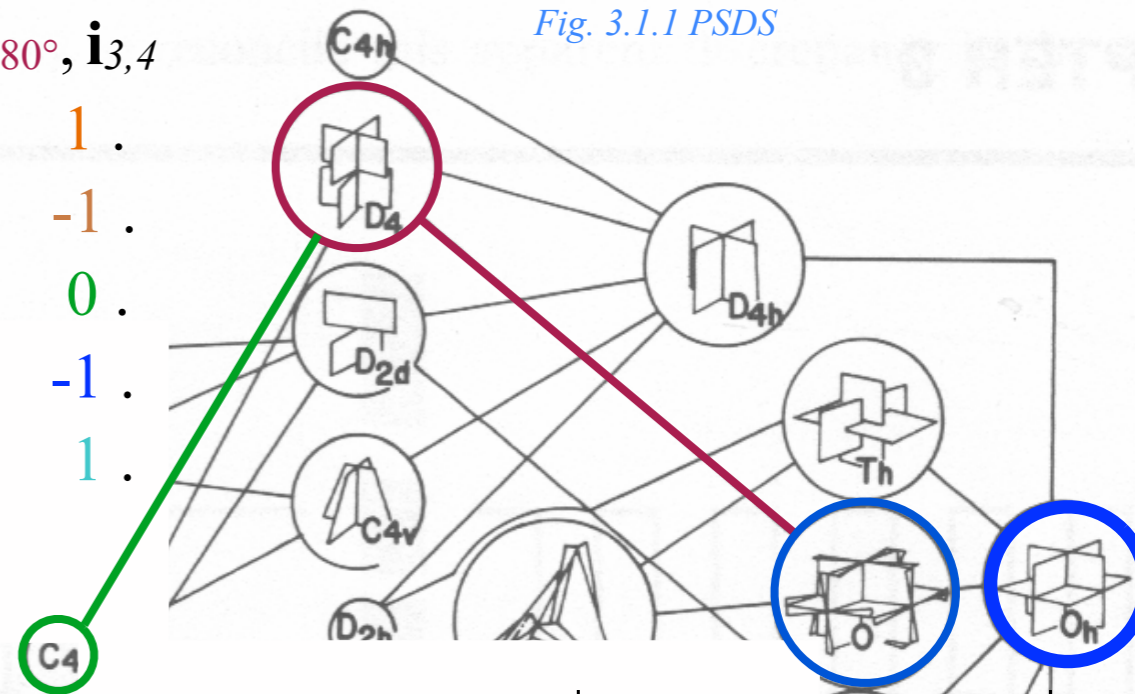 Fig. 3.1.1 PSDS
80°, i3,4
1 .
-1 .
0 .
-1 .
1 .
C4h
D4
D4h
D2d
Th
C4v
D2h
O
Oh
C4